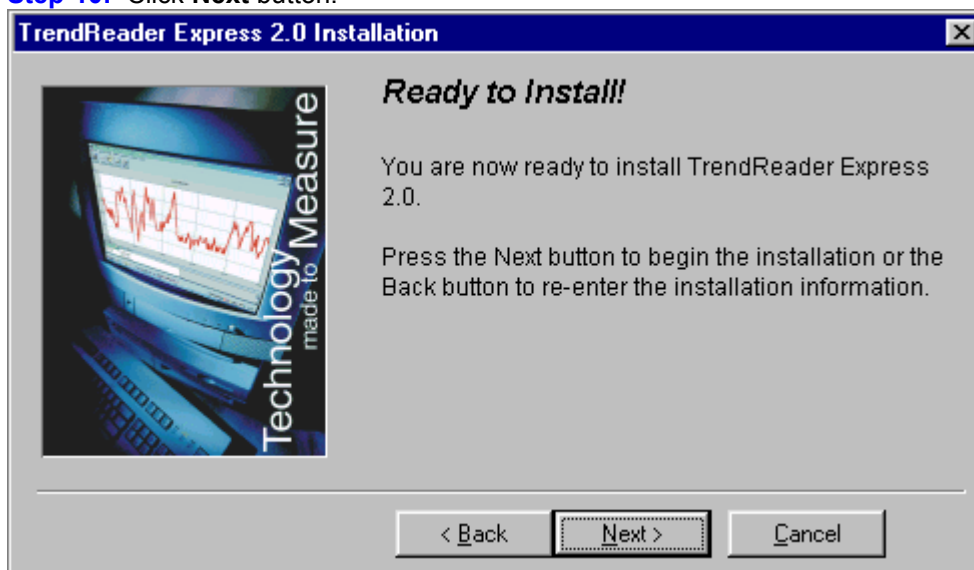 Step 10: Click Next button.
TrendReader Express 2.0 Installation
Ready to Install!
You are now ready to install TrendReader Express
2.0.
Press the Next button to begin the installation or the
Back button to re-enter the installation information.
Technology
made to Measure
< Back
Next >
Cancel